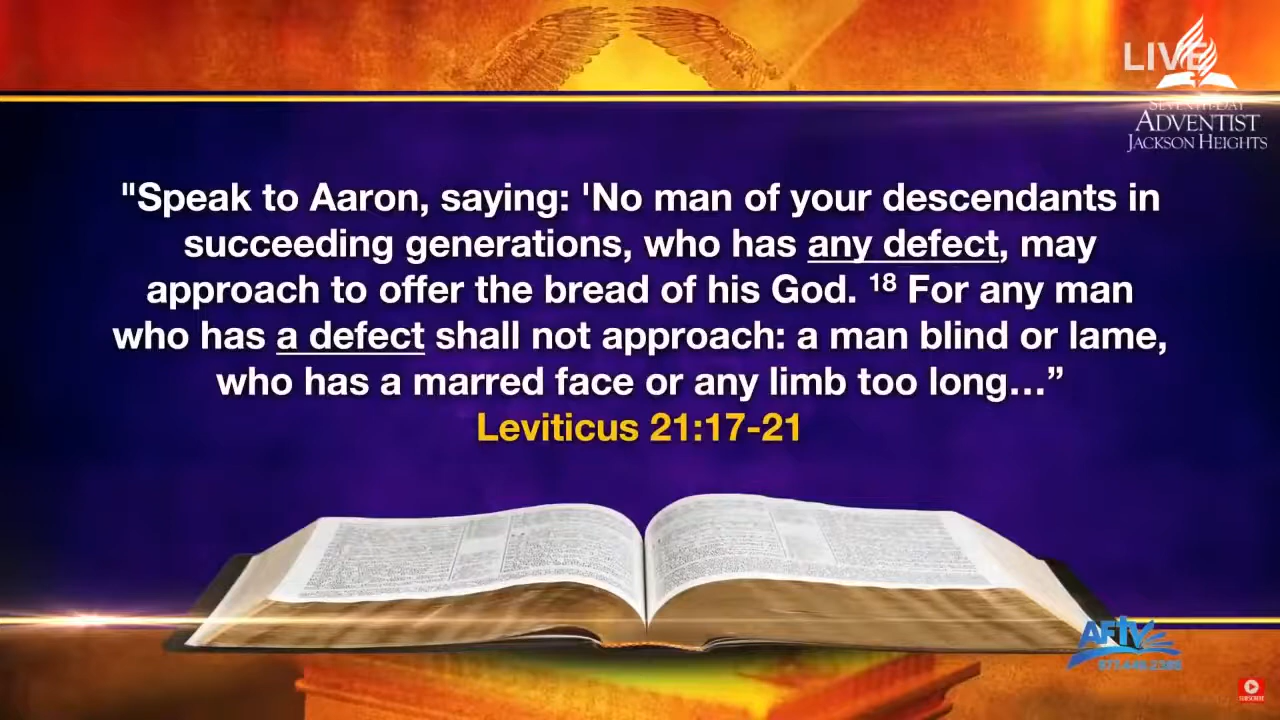 LIVE
SEVENTH-DAY
ADVENTIST
JACKSON HEIGHTS
"Speak to Aaron, saying: 'No man of your descendants in
succeeding generations, who has any defect, may
approach to offer the bread of his God. ¹⁸ For any man
who has a defect shall not approach: a man blind or lame,
who has a marred face or any limb too long…”
Leviticus 21:17-21
AFTV
SUBSCRIBE